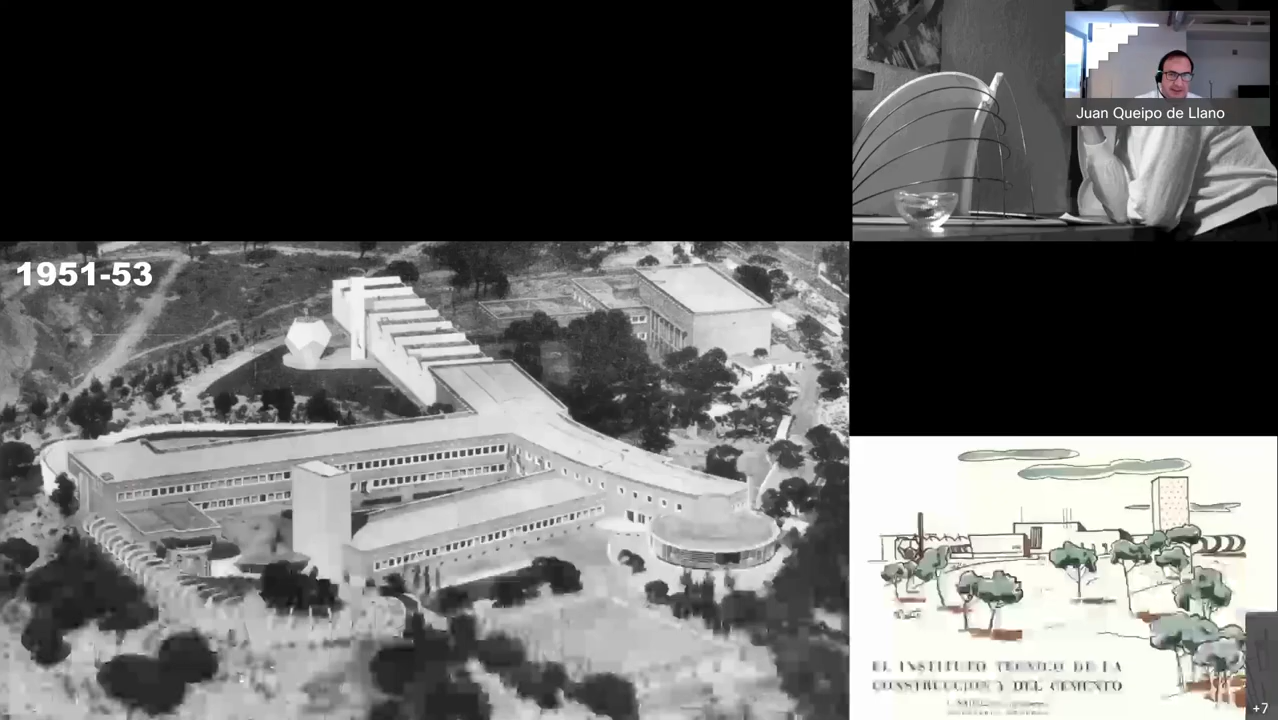 Juan Queipo de Llano
1951-53
EL INSTITUTO TECNICO DE LA
CONSTRUCCION Y DEL CEMENTO
+7